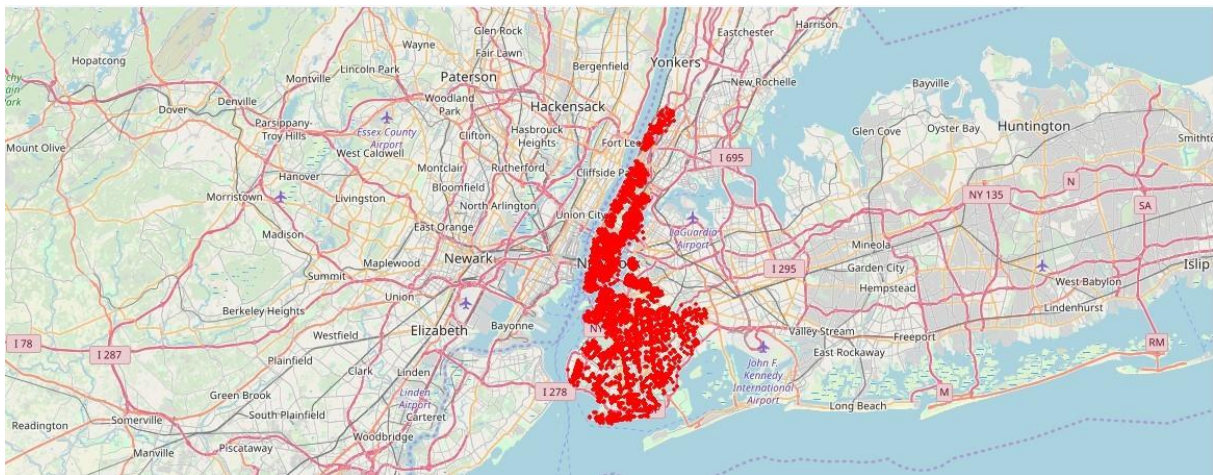 Harrison
Eastchester
Glen Rock
Fair Lawn
Wayne
Bergenfield
Yonkers
Hopatcong
Lincoln Park
Montville
Paterson
New Rochelle
Bayville
Woodland
Park
Denville
Dover
Hackensack
Parsippany-
Troy Hills
Essex County
Airport
Clifton
Hasbrouck
Heights
Glen Cove
Oyster Bay
Huntington
Smithto
Mount Olive
West Caldwell
Fort Lee
Montclair
Rutherford
I 695
Hanover
Cliffside Pa
Bloomfield
Livingston
Morristown
North Arlington
NY 135
N
SA
Union City
East Orange
LaGuardia
Airport
Madison
Mineola
Maplewood
Newark
I 295
Garden City
Islip
Summit
Hempstead
West Babylon
Union
Berkeley Heights
Lindenhurst
Elizabeth
Bayonne
NY
Valley Stream
Freeport
Westfield
East Rockaway
RM
I 78
I 287
Plainfield
Clark
Linden
John F.
Kennedy
International
Airport
I 278
M
Green Brook
Linden
Airport
Long Beach
South Plainfield
Carteret
Readington
Somerville
Woodbridge
Piscataway
Manville